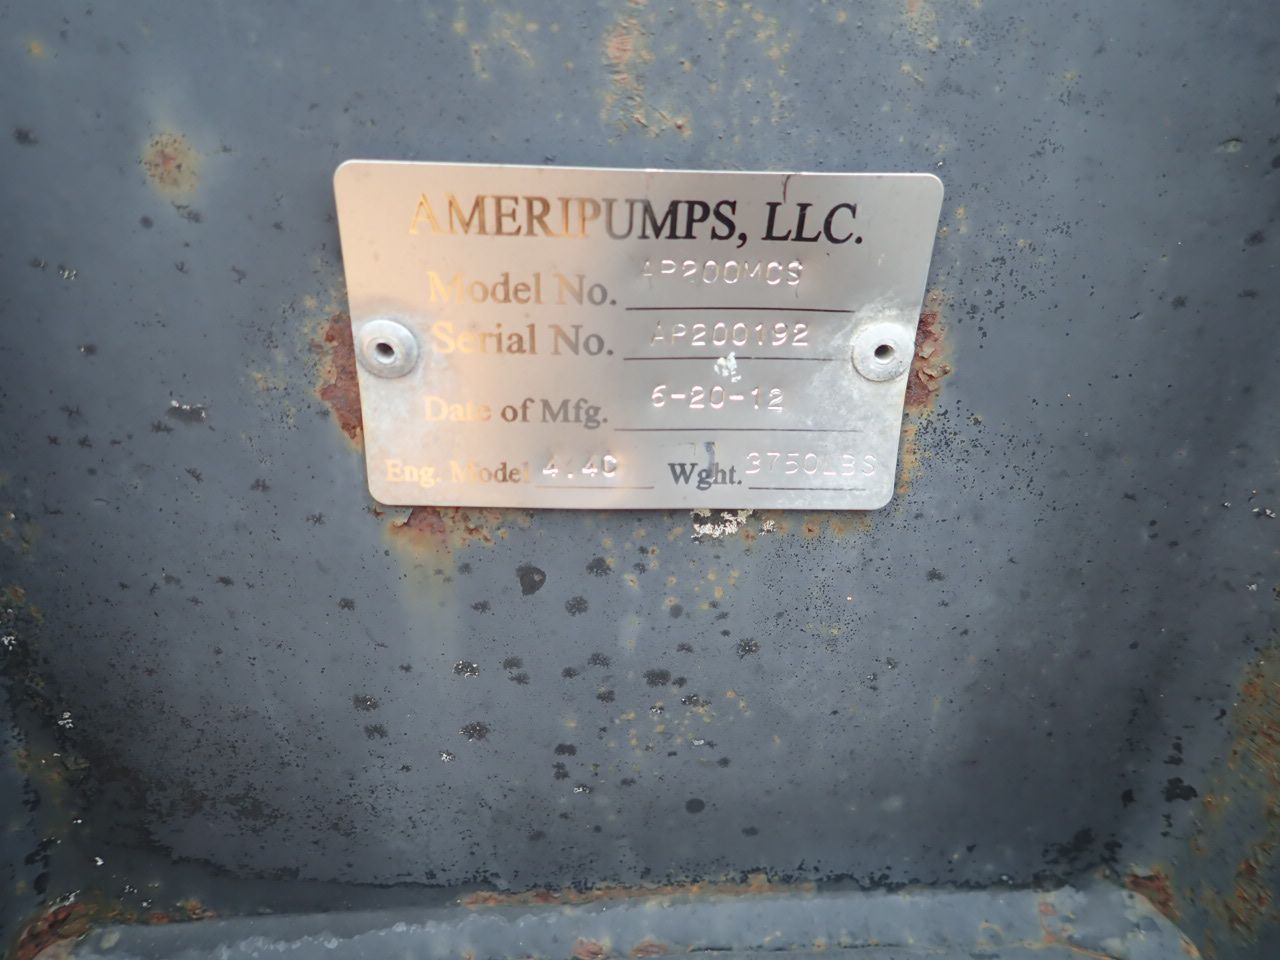 AMERIPUMPS, LLC.
Model No. AP200MCS
Serial No. AP200192
Date of Mfg. 6-20-12
Eng. Model 4.4C Wght. 3750LBS